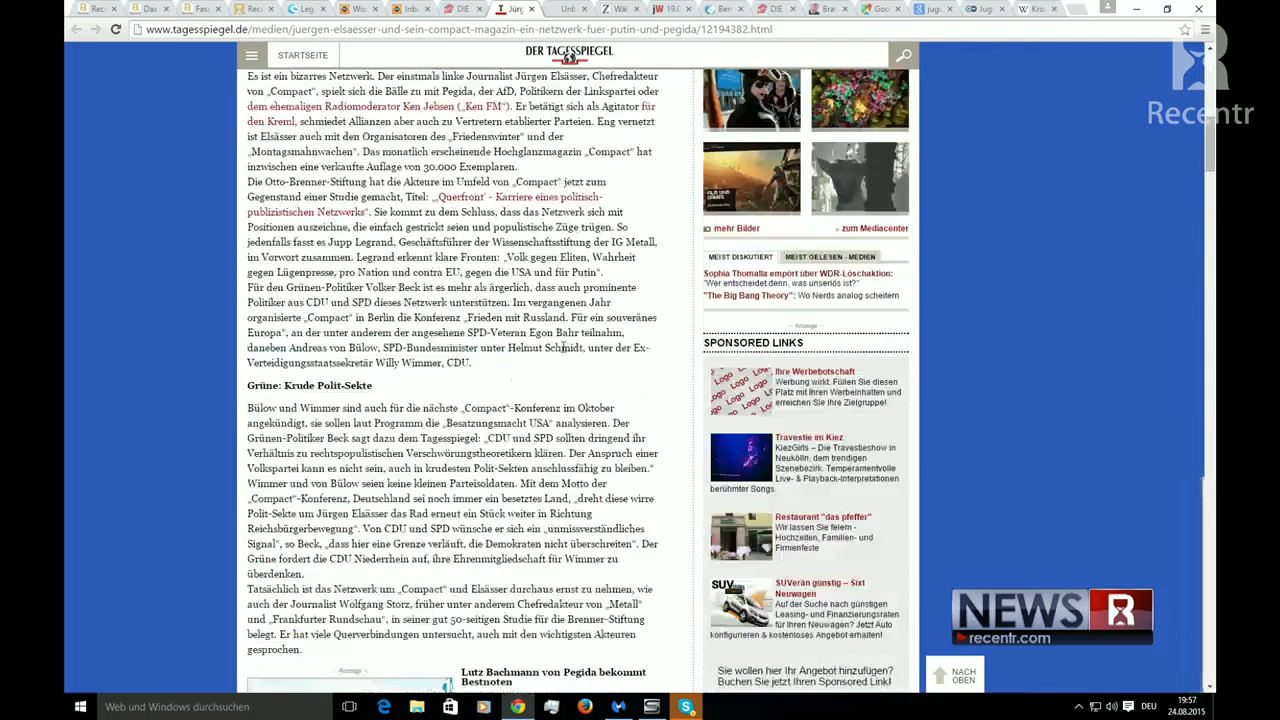 Rec
Das
Fas
Rec
Leg
Wo
Inb
DIE
Jürg
Unb
Wäl
19.0
Ber
DIE
Bra
Goo
jug
Jug
Kro
www.tagesspiegel.de/medien/juergen-elsaesser-und-sein-compact-magazin-ein-netzwerk-fuer-putin-und-pegida/12194382.html
STARTSEITE
DER TAGESSPIEGEL
Recentr
Es ist ein bizarres Netzwerk. Der einstmals linke Journalist Jürgen Elsässer, Chefredakteur
von „Compact", spielt sich die Bälle zu mit Pegida, der AfD, Politikern der Linkspartei oder
dem ehemaligen Radiomoderator Ken Jebsen („Ken FM"). Er betätigt sich als Agitator für
den Kreml, schmiedet Allianzen aber auch zu Vertretern etablierter Parteien. Eng vernetzt
ist Elsässer auch mit den Organisatoren des „Friedenswinter" und der
„Montagsmahnwachen". Das monatlich erscheinende Hochglanzmagazin „Compact" hat
inzwischen eine verkaufte Auflage von 30.000 Exemplaren.
Die Otto-Brenner-Stiftung hat die Akteure im Umfeld von „Compact" jetzt zum
Gegenstand einer Studie gemacht, Titel: „‚Querfront' - Karriere eines politisch-
publizistischen Netzwerks". Sie kommt zu dem Schluss, dass das Netzwerk sich mit
Positionen auszeichne, die einfach gestrickt seien und populistische Züge trügen. So
jedenfalls fasst es Jupp Legrand, Geschäftsführer der Wissenschaftsstiftung der IG Metall,
im Vorwort zusammen. Legrand erkennt klare Fronten: „Volk gegen Eliten, Wahrheit
gegen Lügenpresse, pro Nation und contra EU, gegen die USA und für Putin".
Für den Grünen-Politiker Volker Beck ist es mehr als ärgerlich, dass auch prominente
Politiker aus CDU und SPD dieses Netzwerk unterstützen. Im vergangenen Jahr
organisierte „Compact" in Berlin die Konferenz „Frieden mit Russland. Für ein souveränes
Europa", an der unter anderem der angesehene SPD-Veteran Egon Bahr teilnahm,
daneben Andreas von Bülow, SPD-Bundesminister unter Helmut Schmidt, unter der Ex-
Verteidigungsstaatssekretär Willy Wimmer, CDU.
Grüne: Krude Polit-Sekte
Bülow und Wimmer sind auch für die nächste „Compact"-Konferenz im Oktober
angekündigt, sie sollen laut Programm die „Besatzungsmacht USA" analysieren. Der
Grünen-Politiker Beck sagt dazu dem Tagesspiegel: „CDU und SPD sollten dringend ihr
Verhältnis zu rechtspopulistischen Verschwörungstheoretikern klären. Der Anspruch einer
Volkspartei kann es nicht sein, auch in krudesten Polit-Sekten anschlussfähig zu bleiben."
Wimmer und von Bülow seien keine kleinen Parteisoldaten. Mit dem Motto der
„Compact"-Konferenz, Deutschland sei noch immer ein besetztes Land, „dreht diese wirre
Polit-Sekte um Jürgen Elsässer das Rad erneut ein Stück weiter in Richtung
Reichsbürgerbewegung". Von CDU und SPD wünsche er sich ein „unmissverständliches
Signal", so Beck, „dass hier eine Grenze verläuft, die Demokraten nicht überschreiten". Der
Grüne fordert die CDU Niederrhein auf, ihre Ehrenmitgliedschaft für Wimmer zu
überdenken.
Tatsächlich ist das Netzwerk um „Compact" und Elsässer durchaus ernst zu nehmen, wie
auch der Journalist Wolfgang Storz, früher unter anderem Chefredakteur von „Metall"
und „Frankfurter Rundschau", in seiner gut 50-seitigen Studie für die Brenner-Stiftung
belegt. Er hat viele Querverbindungen untersucht, auch mit den wichtigsten Akteuren
gesprochen.
Anzeige
Lutz Bachmann von Pegida bekommt
Bestnoten
mehr Bilder
zum Mediacenter
MEIST DISKUTIERT
MEIST GELESEN - MEDIEN
Sophia Thomalla empört über WDR-Löschaktion:
"Wer entscheidet denn, was unseriös ist?"
"The Big Bang Theory": Wo Nerds analog scheitern
Anzeige
SPONSORED LINKS
Logo
Ihre Werbebotschaft
Werbung wirkt. Füllen Sie diesen
Platz mit Ihren Werbeinhalten und
erreichen Sie Ihre Zielgruppe!
Travestie im Kiez
KiezGirls – Die Travestieshow in
Neukölln, dem trendigen
Szenebezirk. Temperamentvolle
Live- & Playback-Interpretationen
berühmter Songs
Restaurant "das pfeffer"
Wir lassen Sie feiern -
Hochzeiten, Familien- und
Firmenfeste
SUV
SUVerän günstig – Sixt
Neuwagen
Auf der Suche nach günstigen
Leasing- und Finanzierungsraten
für Ihren Neuwagen? Jetzt Auto
konfigurieren & kostenloses Angebot erhalten!
Sie wollen hier Ihr Angebot hinzufügen?
Buchen Sie jetzt Ihren Sponsored Link!
NEWS R
recentr.com
NACH
OBEN
Web und Windows durchsuchen
DEU
19:57
24.08.2015